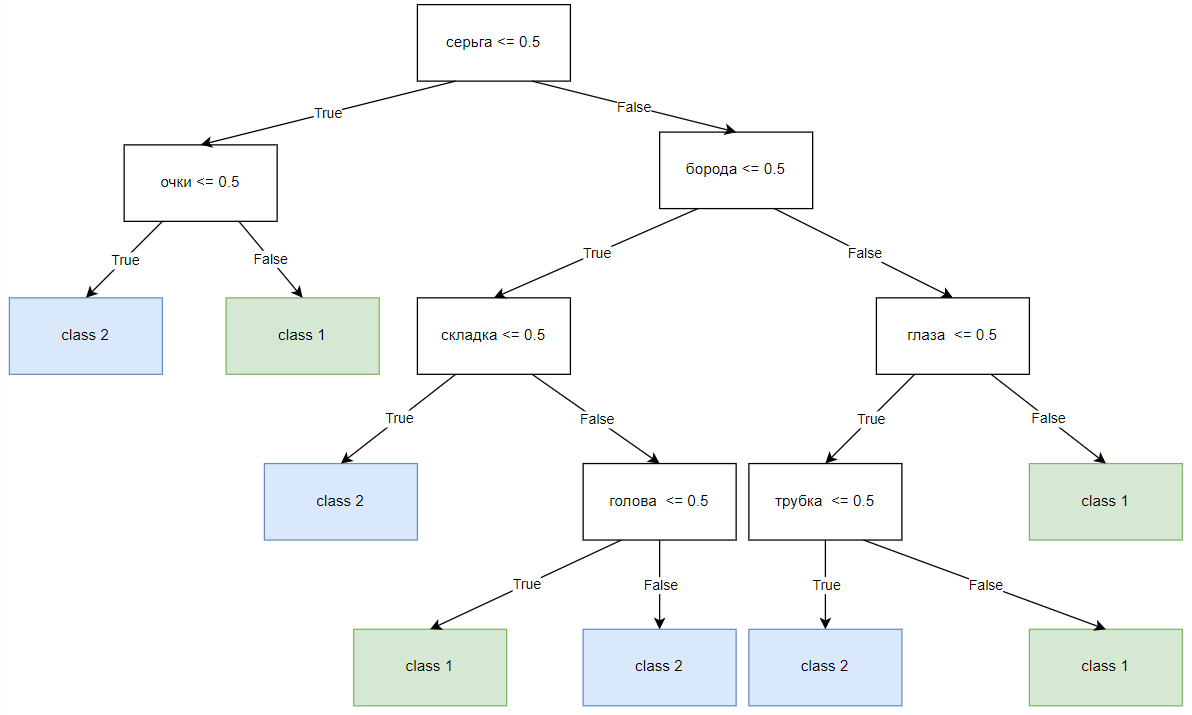 серьга <= 0.5
True
False
очки <= 0.5
борода <= 0.5
True
False
True
False
class 2
class 1
складка <= 0.5
глаза <= 0.5
True
False
True
False
class 2
голова <= 0.5
трубка <= 0.5
class 1
True
False
True
False
class 1
class 2
class 2
class 1